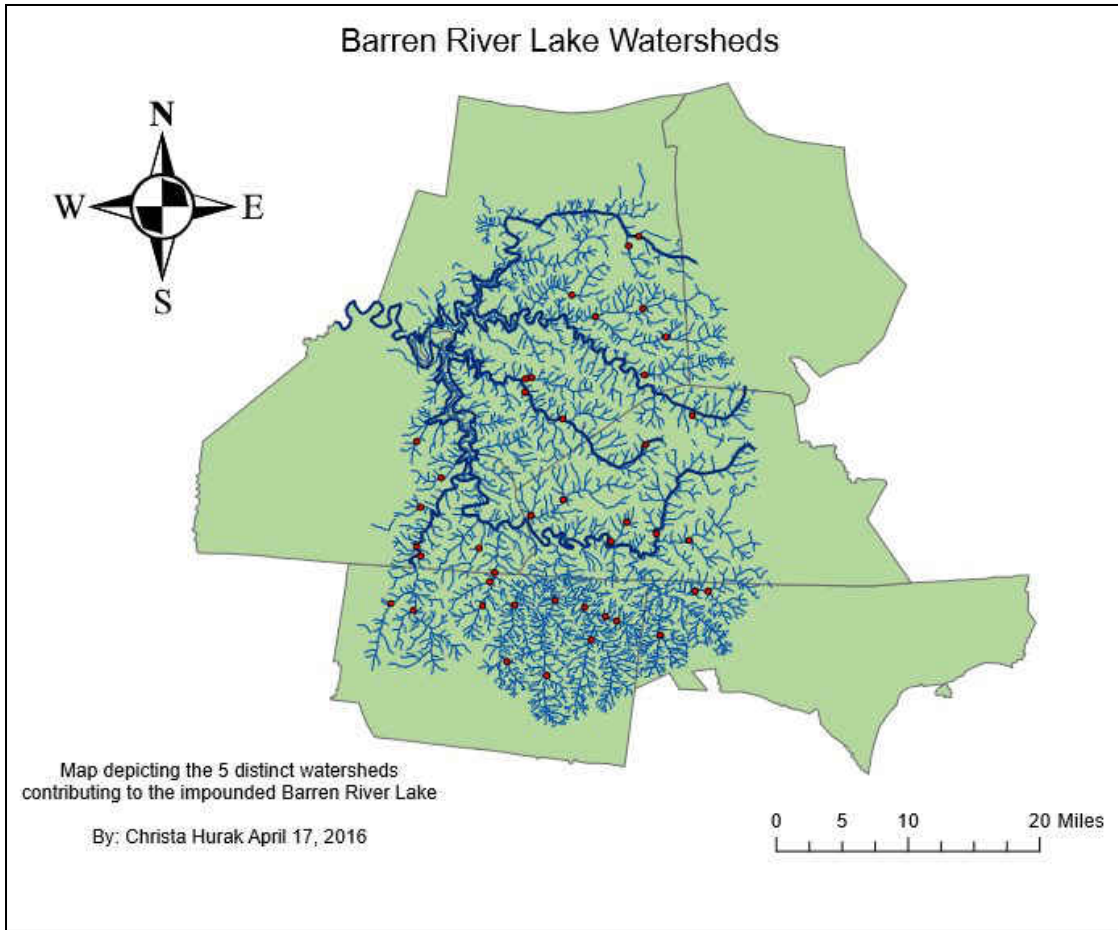 Barren River Lake Watersheds
N
W E
S
Map depicting the 5 distinct watersheds
contributing to the impounded Barren River Lake
By: Christa Hurak April 17, 2016
0 5 10 20 Miles